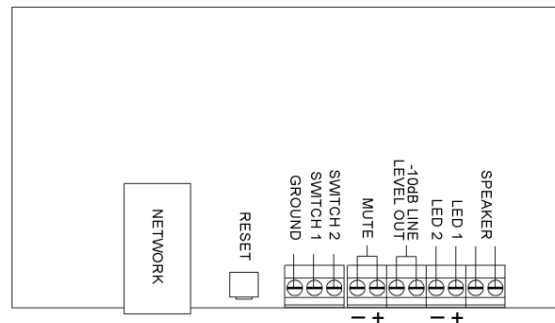 NETWORK
RESET
GROUND
SWITCH 1
SWITCH 2
MUTE
-10dB LINE
LEVEL OUT
LED 2
LED 1
SPEAKER
− + − +